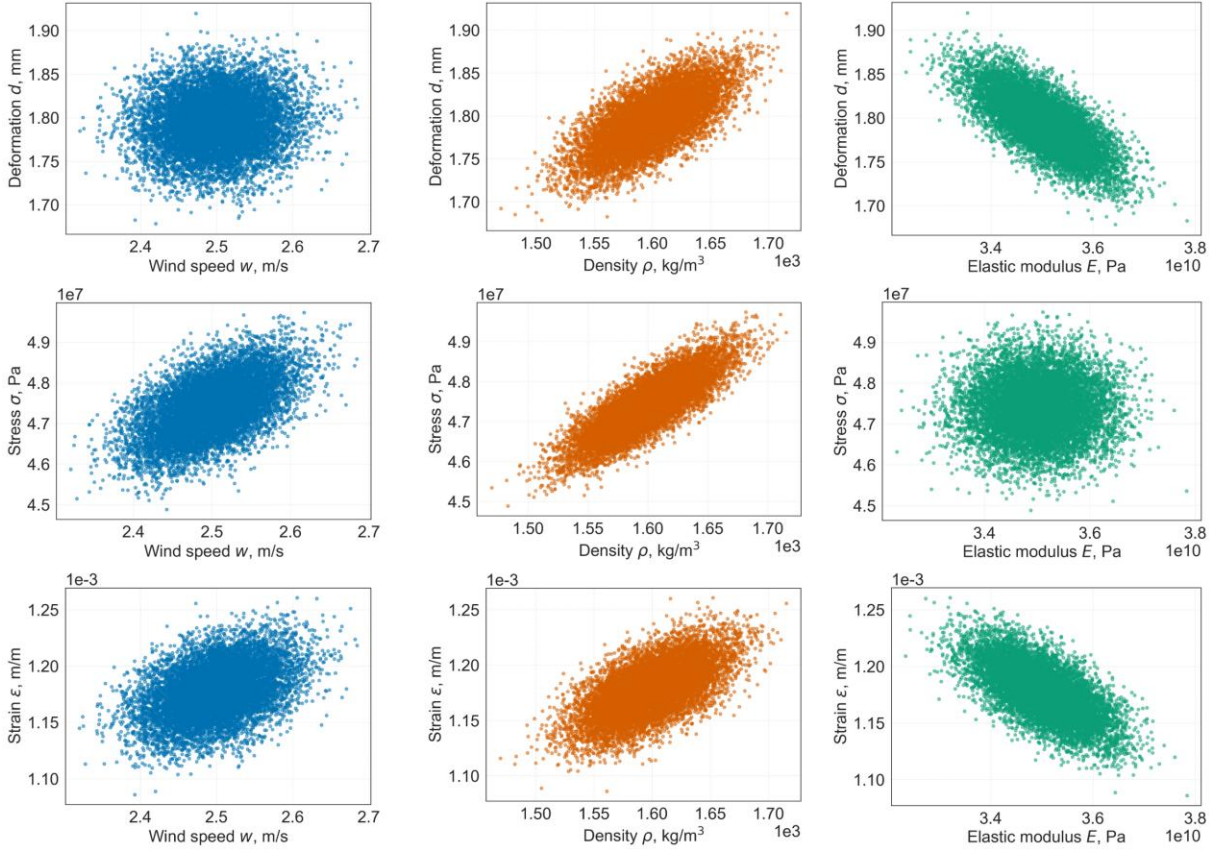 Deformation d, mm
1.90
1.85
1.80
1.75
1.70
2.4
2.5
2.6
2.7
Wind speed w, m/s
Deformation d, mm
1.90
1.85
1.80
1.75
1.70
1.50
1.55
1.60
1.65
1.70
Density ρ, kg/m³
1e3
Deformation d, mm
1.90
1.85
1.80
1.75
1.70
3.4
3.6
3.8
Elastic modulus E, Pa
1e10
1e7
Stress σ, Pa
4.9
4.8
4.7
4.6
4.5
2.4
2.5
2.6
2.7
Wind speed w, m/s
1e7
Stress σ, Pa
4.9
4.8
4.7
4.6
4.5
1.50
1.55
1.60
1.65
1.70
Density ρ, kg/m³
1e3
1e7
Stress σ, Pa
4.9
4.8
4.7
4.6
4.5
3.4
3.6
3.8
Elastic modulus E, Pa
1e10
1e-3
Strain ε, m/m
1.25
1.20
1.15
1.10
2.4
2.5
2.6
2.7
Wind speed w, m/s
1e-3
Strain ε, m/m
1.25
1.20
1.15
1.10
1.50
1.55
1.60
1.65
1.70
Density ρ, kg/m³
1e3
1e-3
Strain ε, m/m
1.25
1.20
1.15
1.10
3.4
3.6
3.8
Elastic modulus E, Pa
1e10